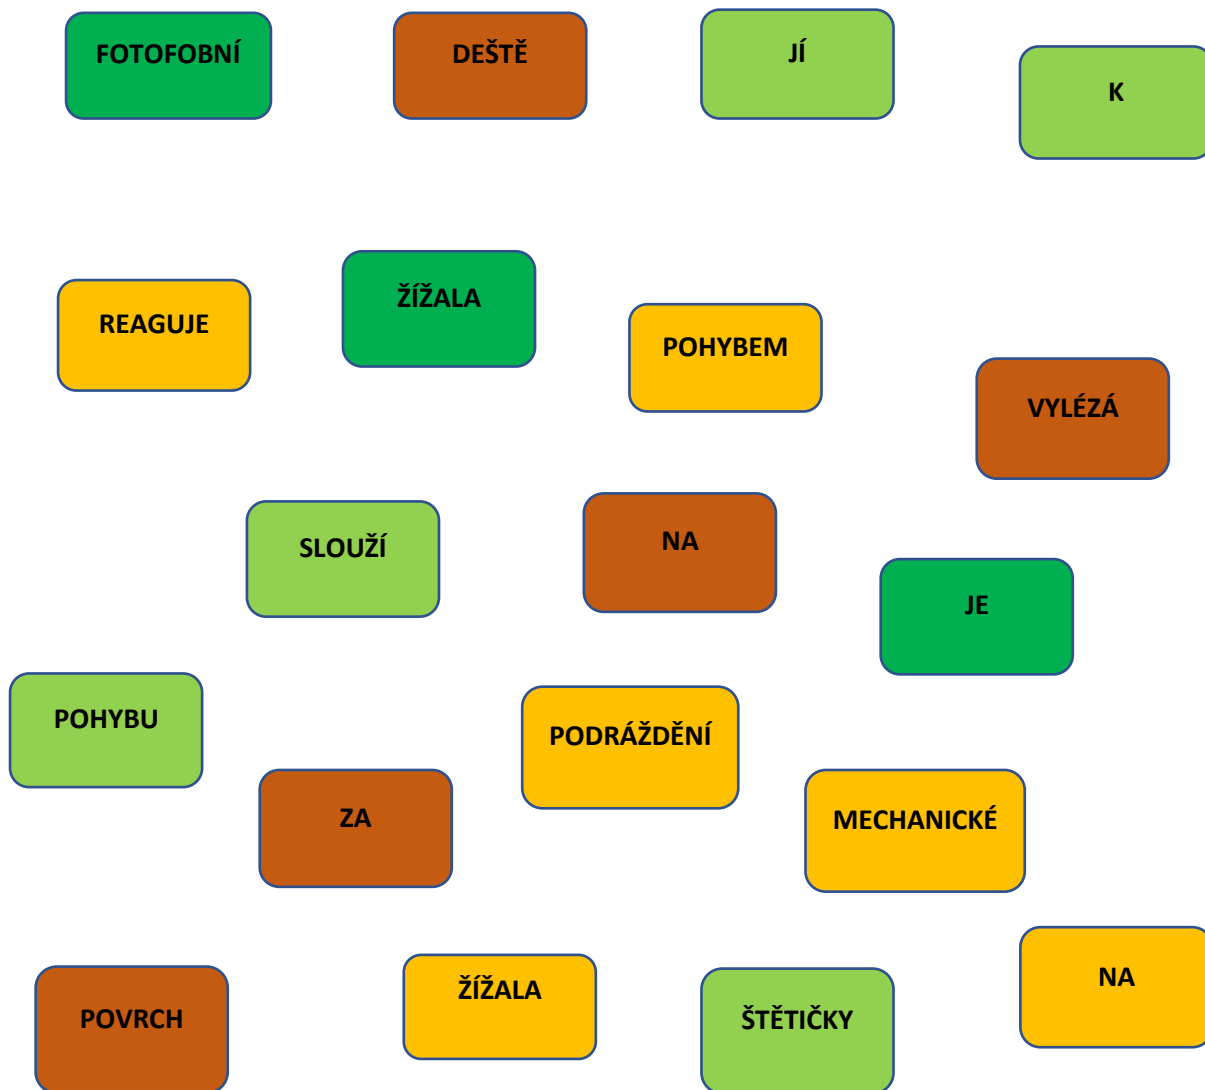 FOTOFOBNÍ
DEŠTĚ
JÍ
K
REAGUJE
ŽÍŽALA
POHYBEM
VYLÉZÁ
SLOUŽÍ
NA
JE
POHYBU
PODRÁŽDĚNÍ
ZA
MECHANICKÉ
POVRCH
ŽÍŽALA
ŠTĚTIČKY
NA